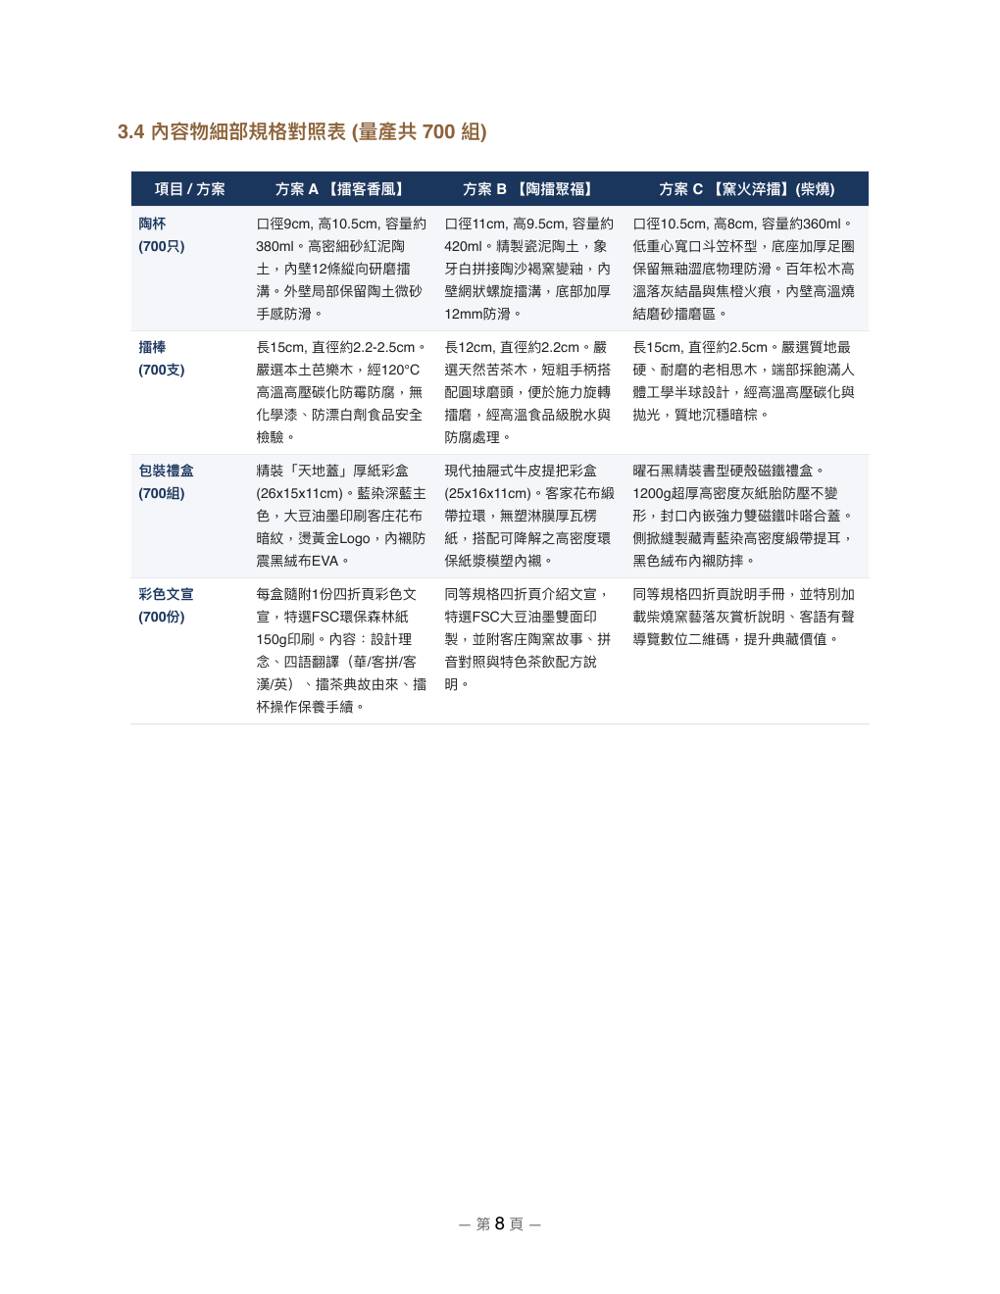 3.4 內容物細部規格對照表 (量產共 700 組)
項目 / 方案
方案 A 【擂客香風】
方案 B 【陶擂聚福】
方案 C 【窯火淬擂】(柴燒)
陶杯
(700只)
口徑9cm, 高10.5cm, 容量約
380ml。高密細砂紅泥陶
土，內壁12條縱向研磨擂
溝。外壁局部保留陶土微砂
手感防滑。
口徑11cm, 高9.5cm, 容量約
420ml。精製瓷泥陶土，象
牙白拼接陶沙褐窯變釉，內
壁網狀螺旋擂溝，底部加厚
12mm防滑。
口徑10.5cm, 高8cm, 容量約360ml。
低重心寬口斗笠杯型，底座加厚足圈
保留無釉澀底物理防滑。百年松木高
溫落灰結晶與焦橙火痕，內壁高溫燒
結磨砂擂磨區。
擂棒
(700支)
長15cm, 直徑約2.2-2.5cm。
嚴選本土芭樂木，經120°C
高溫高壓碳化防霉防腐，無
化學漆、防漂白劑食品安全
檢驗。
長12cm, 直徑約2.2cm。嚴
選天然苦茶木，短粗手柄搭
配圓球磨頭，便於施力旋轉
擂磨，經高溫食品級脫水與
防腐處理。
長15cm, 直徑約2.5cm。嚴選質地最
硬、耐磨的老相思木，端部採飽滿人
體工學半球設計，經高溫高壓碳化與
拋光，質地沉穩暗棕。
包裝禮盒
(700組)
精裝「天地蓋」厚紙彩盒
(26x15x11cm)。藍染深藍主
色，大豆油墨印刷客庄花布
暗紋，燙黃金Logo，內襯防
震黑絨布EVA。
現代抽屜式牛皮提把彩盒
(25x16x11cm)。客家花布緞
帶拉環，無塑淋膜厚瓦楞
紙，搭配可降解之高密度環
保紙漿模塑內襯。
曜石黑精裝書型硬殼磁鐵禮盒。
1200g超厚高密度灰紙胎防壓不變
形，封口內嵌強力雙磁鐵咔嗒合蓋。
側掀縫製藏青藍染高密度緞帶提耳，
黑色絨布內襯防摔。
彩色文宣
(700份)
每盒隨附1份四折頁彩色文
宣，特選FSC環保森林紙
150g印刷。內容：設計理
念、四語翻譯（華/客拼/客
漢/英）、擂茶典故由來、擂
杯操作保養手續。
同等規格四折頁介紹文宣，
特選FSC大豆油墨雙面印
製，並附客庄陶窯故事、拼
音對照與特色茶飲配方說
明。
同等規格四折頁說明手冊，並特別加
載柴燒窯藝落灰賞析說明、客語有聲
導覽數位二維碼，提升典藏價值。
— 第 8 頁 —